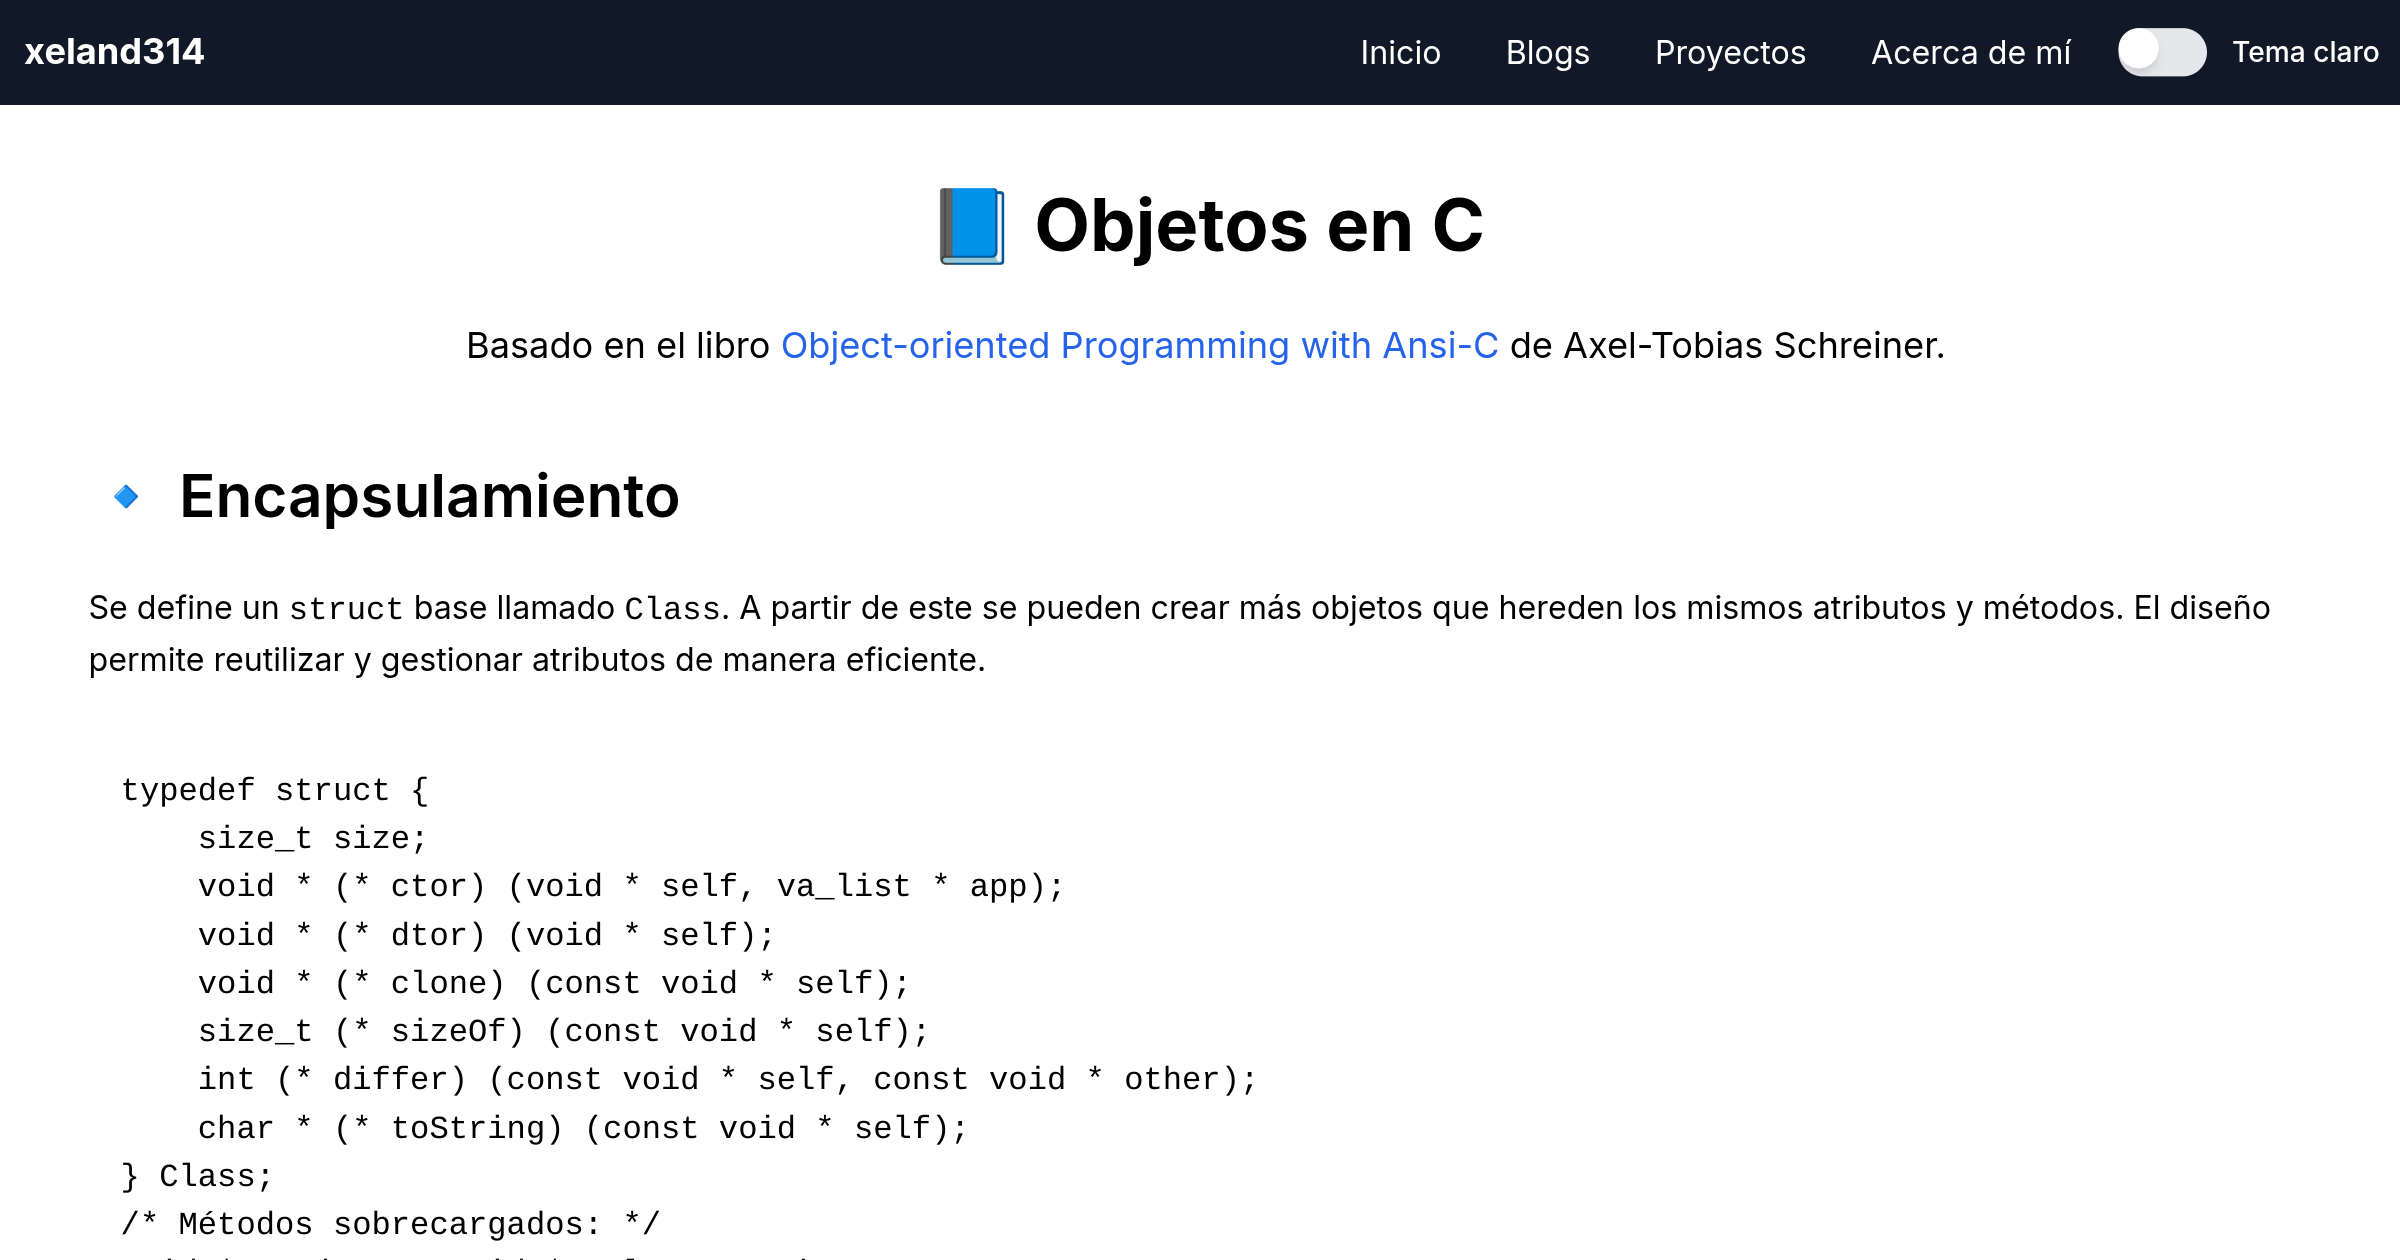 xeland314
Inicio Blogs Proyectos Acerca de mí Tema claro
📘 Objetos en C
Basado en el libro Object-oriented Programming with Ansi-C de Axel-Tobias Schreiner.
🔹 Encapsulamiento
Se define un struct base llamado Class. A partir de este se pueden crear más objetos que hereden los mismos atributos y métodos. El diseño
permite reutilizar y gestionar atributos de manera eficiente.
typedef struct {
    size_t size;
    void * (* ctor) (void * self, va_list * app);
    void * (* dtor) (void * self);
    void * (* clone) (const void * self);
    size_t (* sizeOf) (const void * self);
    int (* differ) (const void * self, const void * other);
    char * (* toString) (const void * self);
} Class;
/* Métodos sobrecargados: */